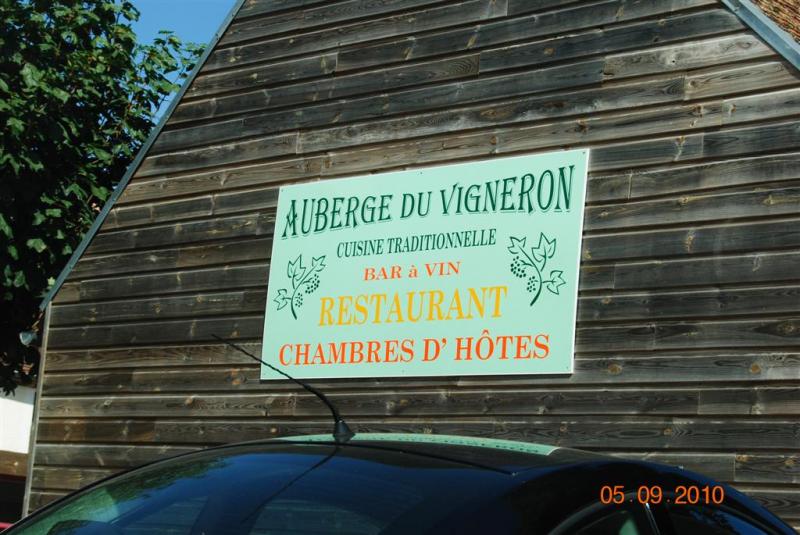 AUBERGE DU VIGNERON
CUISINE TRADITIONNELLE
BAR à VIN
RESTAURANT
CHAMBRES D' HÔTES
05.09.2010